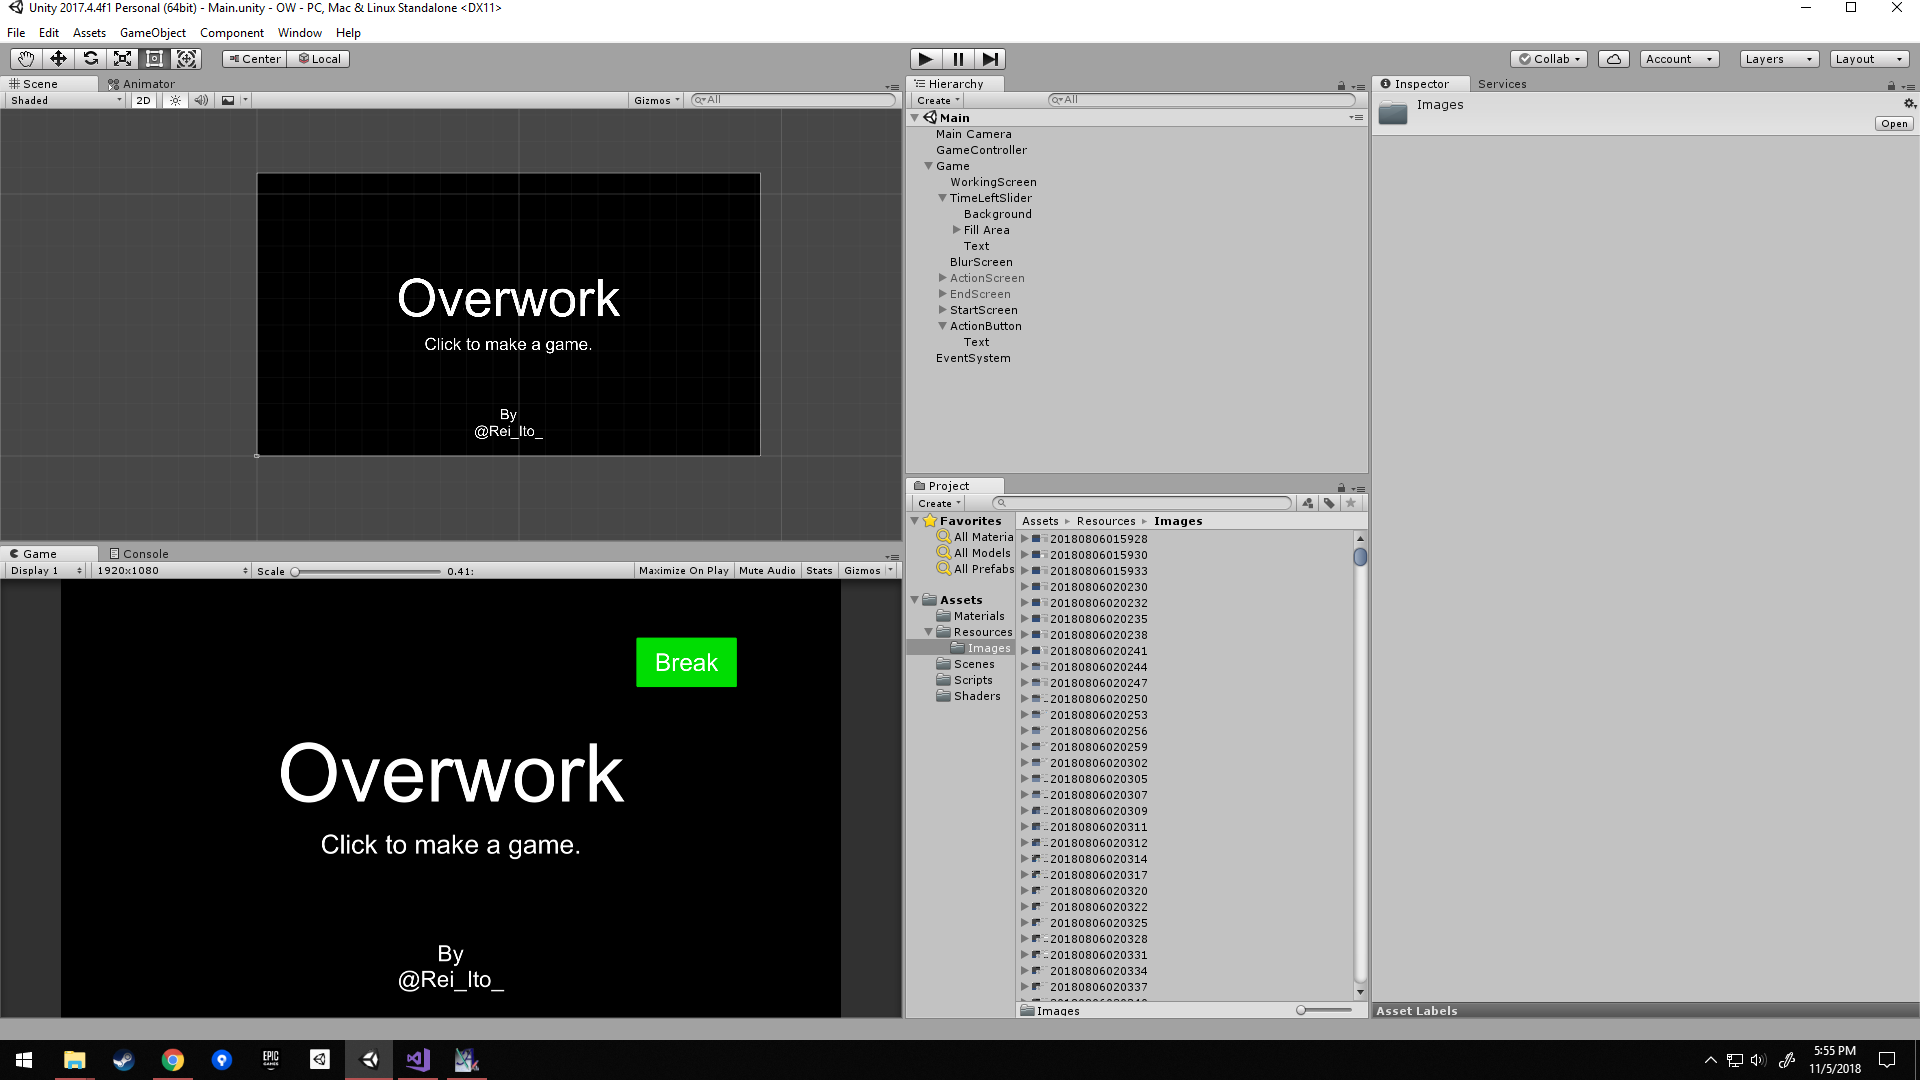 Unity 2017.4.4f1 Personal (64bit) - Main.unity - OW - PC, Mac & Linux Standalone <DX11>
File Edit Assets GameObject Component Window Help
Center Local
Collab Account Layers Layout
Scene Animator
Shaded 2D Gizmos All
Overwork
Click to make a game.
By
@Rei_Ito_
Game Console
Display 1 1920x1080 Scale 0.41: Maximize On Play Mute Audio Stats Gizmos
Break
Overwork
Click to make a game.
By
@Rei_Ito_
Hierarchy
Create All
Main
Main Camera
GameController
Game
WorkingScreen
TimeLeftSlider
Background
Fill Area
Text
BlurScreen
ActionScreen
EndScreen
StartScreen
ActionButton
Text
EventSystem
Project
Create
Favorites
All Materia
All Models
All Prefabs
Assets
Materials
Resources
Images
Scenes
Scripts
Shaders
Assets Resources Images
20180806015928
20180806015930
20180806015933
20180806020230
20180806020232
20180806020235
20180806020238
20180806020241
20180806020244
20180806020247
20180806020250
20180806020253
20180806020256
20180806020259
20180806020302
20180806020305
20180806020307
20180806020309
20180806020311
20180806020312
20180806020314
20180806020317
20180806020320
20180806020322
20180806020325
20180806020328
20180806020331
20180806020334
20180806020337
Images
Inspector Services
Images
Open
Asset Labels
EPIC
GAMES
5:55 PM
11/5/2018